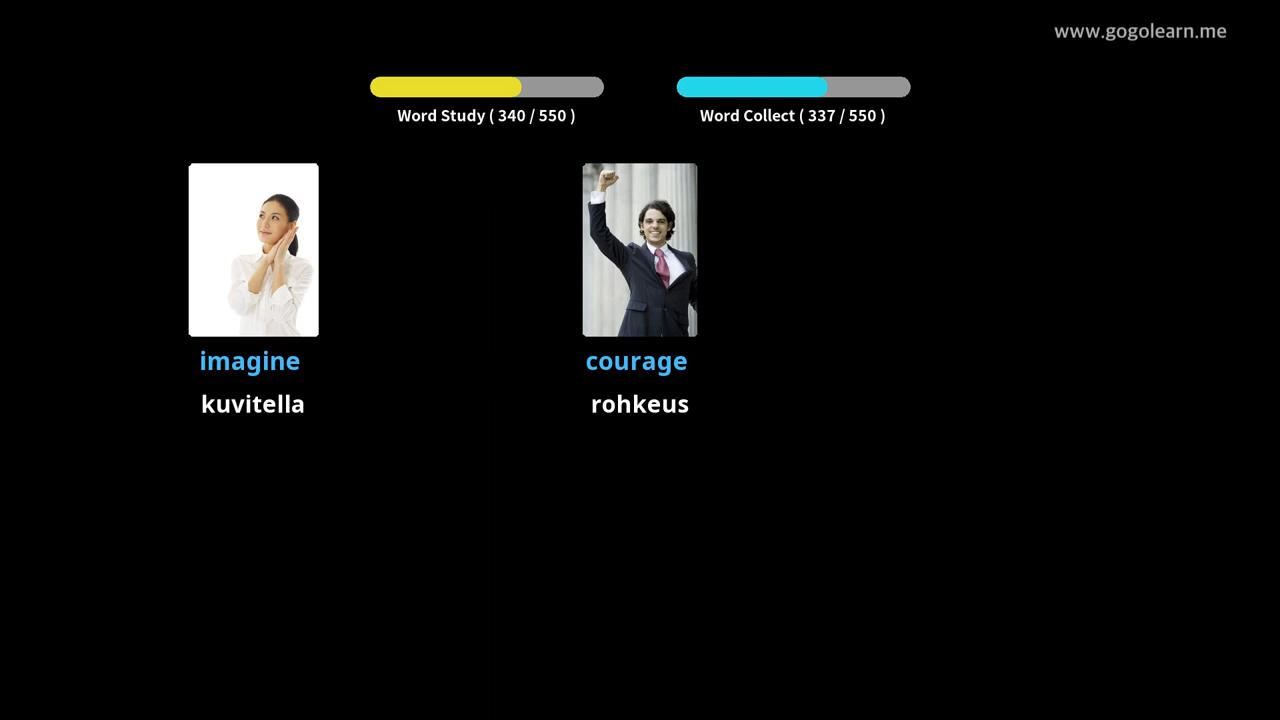 www.gogolearn.me
Word Study ( 340 / 550 )
Word Collect ( 337 / 550 )
imagine
courage
kuvitella
rohkeus